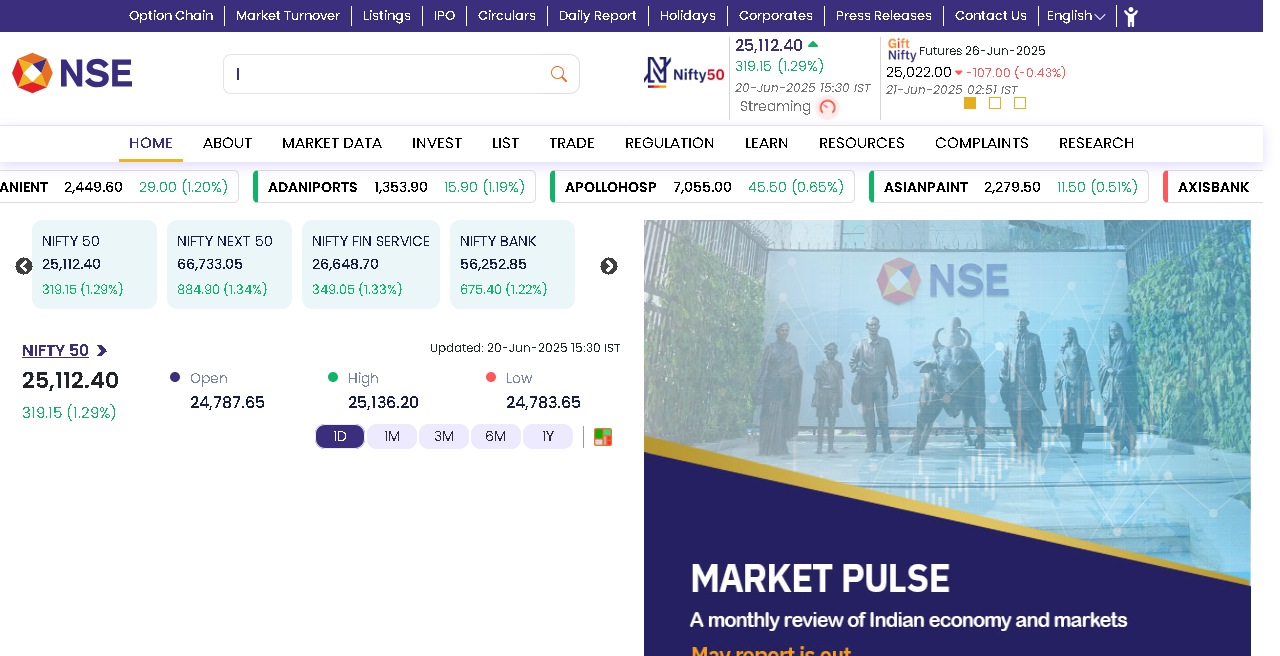 Option Chain Market Turnover Listings IPO Circulars Daily Report Holidays Corporates Press Releases Contact Us English
NSE
Nifty50
25,112.40
319.15 (1.29%)
20-Jun-2025 15:30 IST
Streaming
Gift Nifty Futures 26-Jun-2025
25,022.00 -107.00 (-0.43%)
21-Jun-2025 02:51 IST
HOME ABOUT MARKET DATA INVEST LIST TRADE REGULATION LEARN RESOURCES COMPLAINTS RESEARCH
ANIENT 2,449.60 29.00 (1.20%) ADANIPORTS 1,353.90 15.90 (1.19%) APOLLOHOSP 7,055.00 45.50 (0.65%) ASIANPAINT 2,279.50 11.50 (0.51%) AXISBANK
NIFTY 50
25,112.40
319.15 (1.29%)
NIFTY NEXT 50
66,733.05
884.90 (1.34%)
NIFTY FIN SERVICE
26,648.70
349.05 (1.33%)
NIFTY BANK
56,252.85
675.40 (1.22%)
NIFTY 50
Updated: 20-Jun-2025 15:30 IST
25,112.40
319.15 (1.29%)
Open
24,787.65
High
25,136.20
Low
24,783.65
1D 1M 3M 6M 1Y
NSE
MARKET PULSE
A monthly review of Indian economy and markets
May report is out